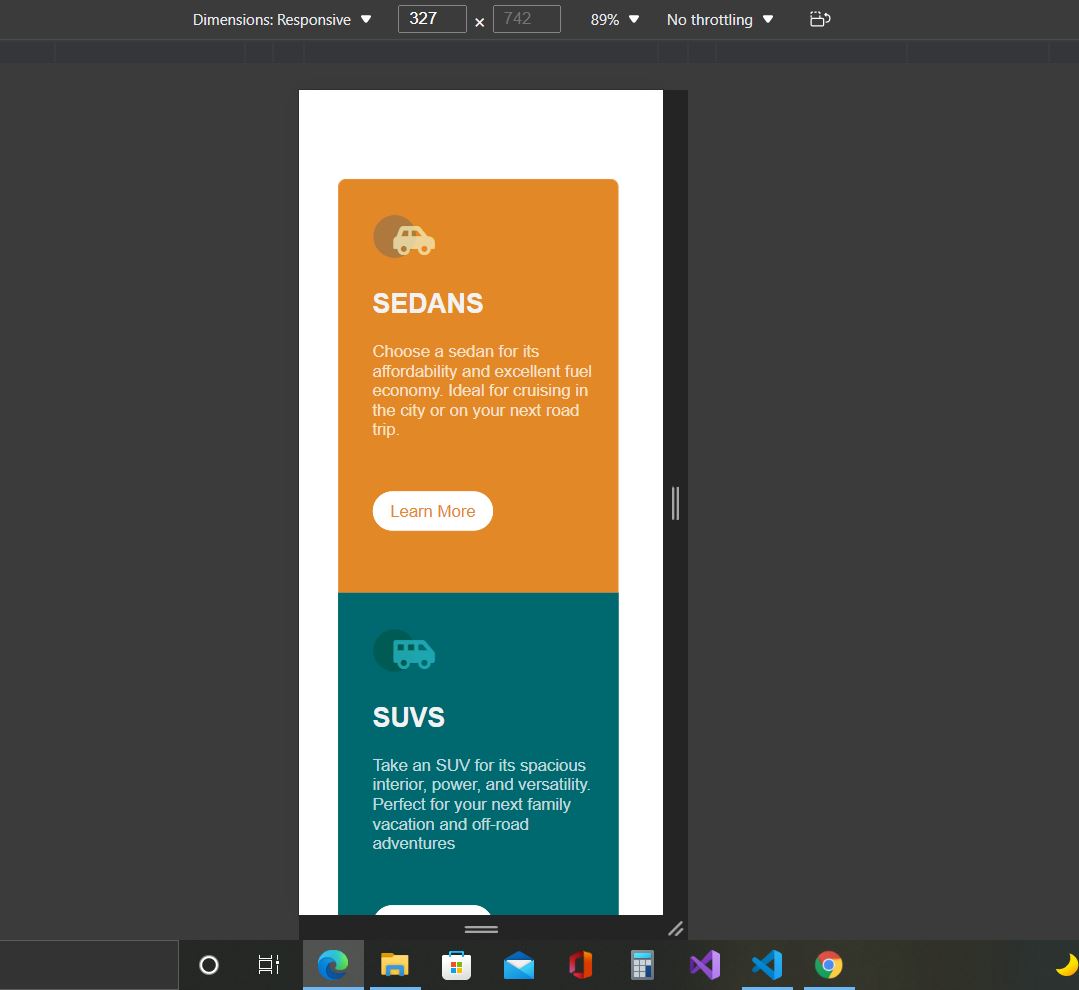 Dimensions: Responsive 327 × 742 89% No throttling
SEDANS
Choose a sedan for its
affordability and excellent fuel
economy. Ideal for cruising in
the city or on your next road
trip.
Learn More
SUVS
Take an SUV for its spacious
interior, power, and versatility.
Perfect for your next family
vacation and off-road
adventures